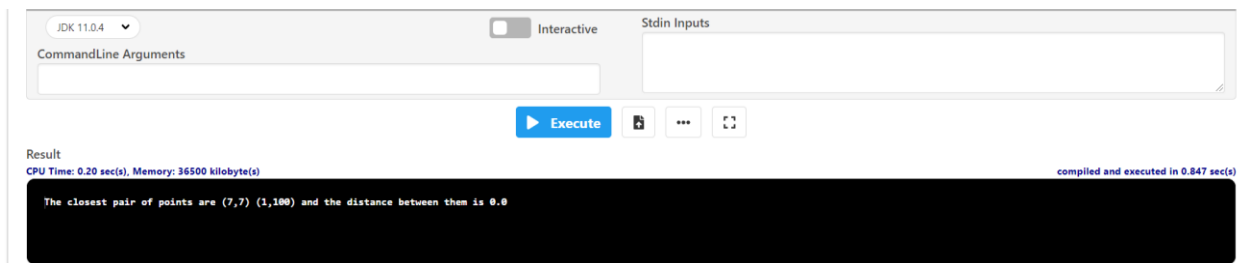 JDK 11.0.4
Interactive
Stdin Inputs
CommandLine Arguments
Execute
Result
CPU Time: 0.20 sec(s), Memory: 36500 kilobyte(s)
compiled and executed in 0.847 sec(s)
The closest pair of points are (7,7) (1,100) and the distance between them is 0.0